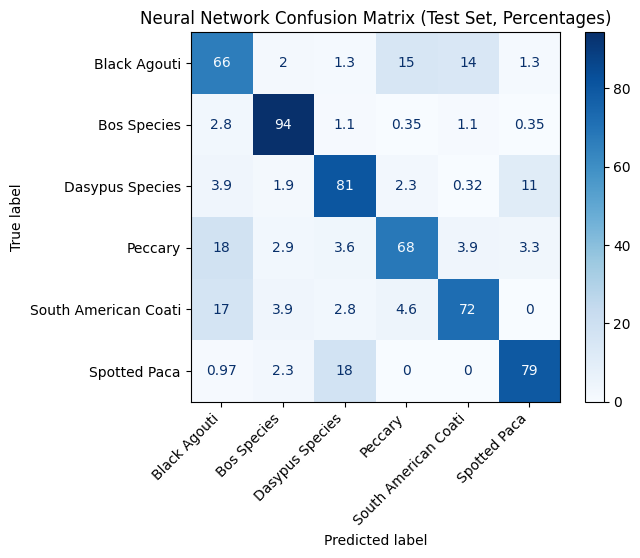 Neural Network Confusion Matrix (Test Set, Percentages)
True label
Black Agouti 66 2 1.3 15 14 1.3
Bos Species 2.8 94 1.1 0.35 1.1 0.35
Dasypus Species 3.9 1.9 81 2.3 0.32 11
Peccary 18 2.9 3.6 68 3.9 3.3
South American Coati 17 3.9 2.8 4.6 72 0
Spotted Paca 0.97 2.3 18 0 0 79
Black Agouti
Bos Species
Dasypus Species
Peccary
South American Coati
Spotted Paca
Predicted label
80
60
40
20
0